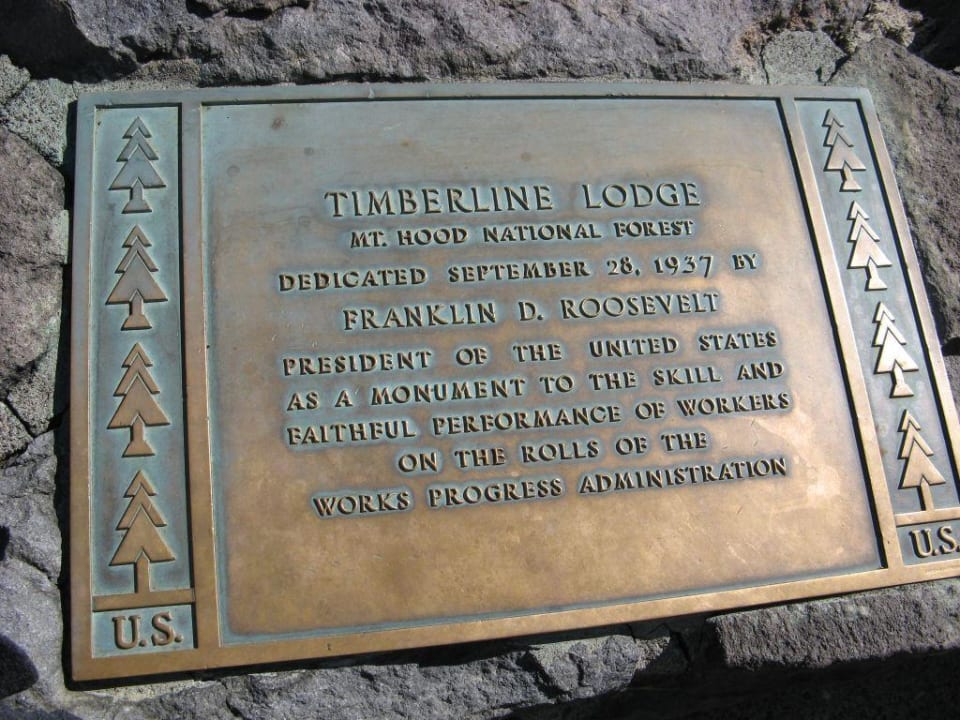 TIMBERLINE LODGE
MT. HOOD NATIONAL FOREST
DEDICATED SEPTEMBER 28, 1937 BY
FRANKLIN D. ROOSEVELT
PRESIDENT OF THE UNITED STATES
AS A MONUMENT TO THE SKILL AND
FAITHFUL PERFORMANCE OF WORKERS
ON THE ROLLS OF THE
WORKS PROGRESS ADMINISTRATION
U.S.
U.S.